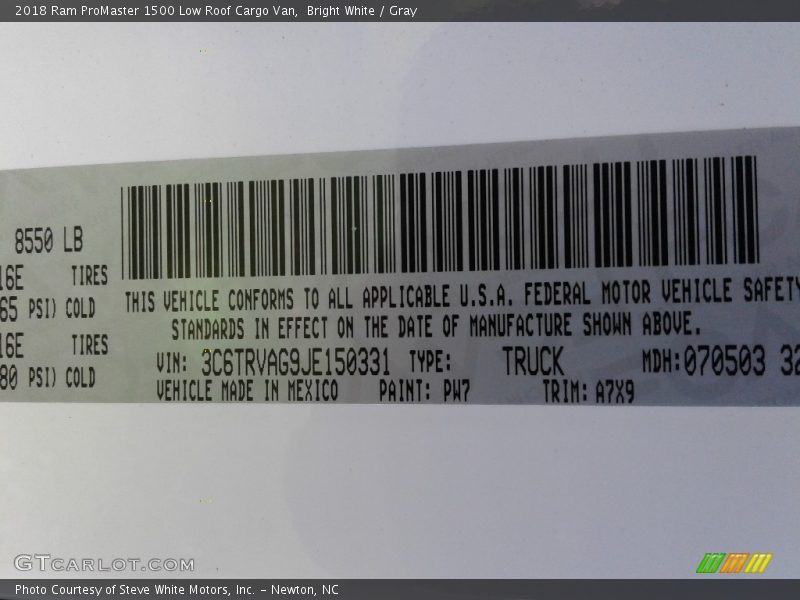 2018 Ram ProMaster 1500 Low Roof Cargo Van, Bright White / Gray
8550 LB
16E TIRES
65 PSI) COLD
THIS VEHICLE CONFORMS TO ALL APPLICABLE U.S.A. FEDERAL MOTOR VEHICLE SAFETY
STANDARDS IN EFFECT ON THE DATE OF MANUFACTURE SHOWN ABOVE.
16E TIRES
80 PSI) COLD
VIN: 3C6TRVAG9JE150331 TYPE: TRUCK MDH:070503 32
VEHICLE MADE IN MEXICO PAINT: PW7 TRIM: A7X9
GTCARLOT.COM
Photo Courtesy of Steve White Motors, Inc. – Newton, NC